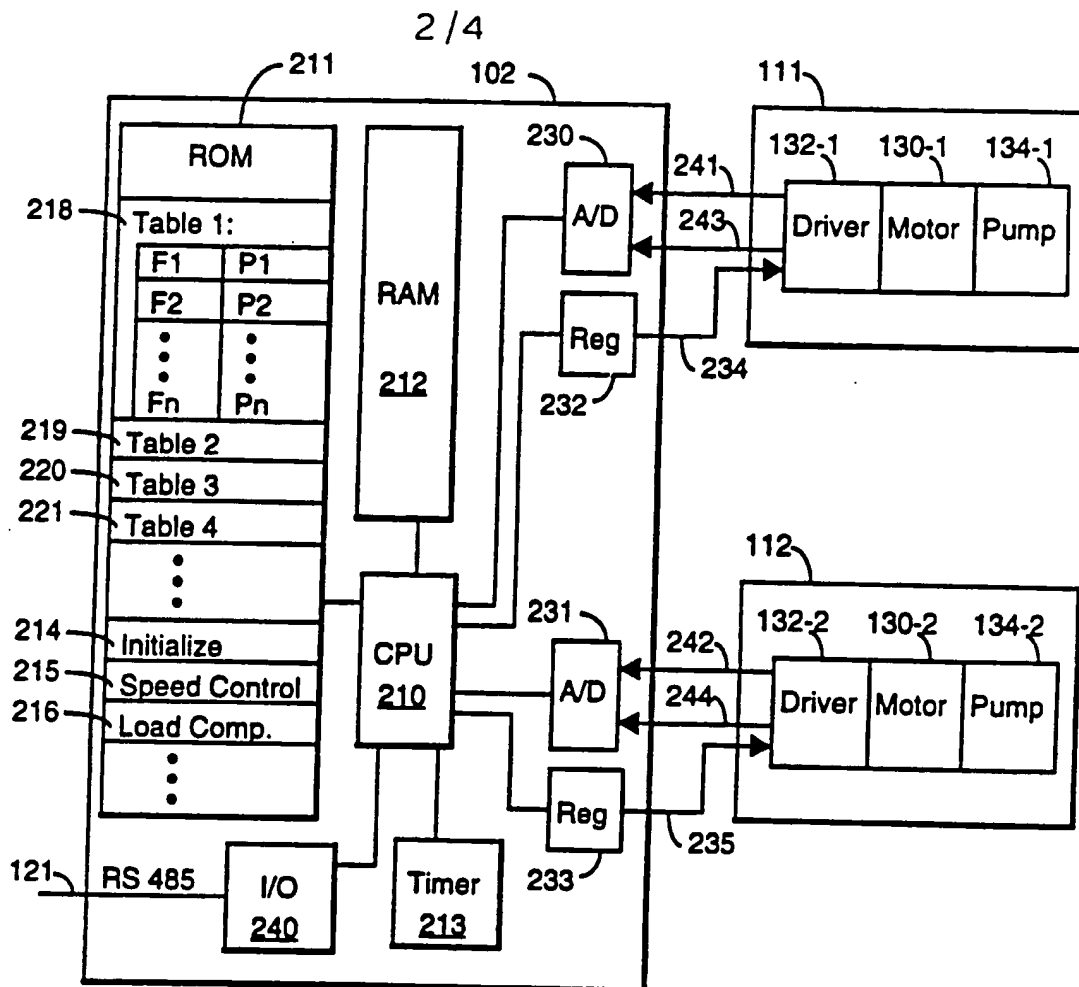 2/4
211
102
111
ROM
230
132-1
130-1
134-1
218
Table 1:
F1 P1
F2 P2
Fn Pn
RAM
212
A/D
241
243
Driver Motor Pump
Reg
232
234
219
Table 2
220
Table 3
221
Table 4
112
214
Initialize
215
Speed Control
216
Load Comp.
CPU
210
231
A/D
132-2
130-2
134-2
242
244
Driver Motor Pump
Reg
233
235
121
RS 485
I/O
240
Timer
213